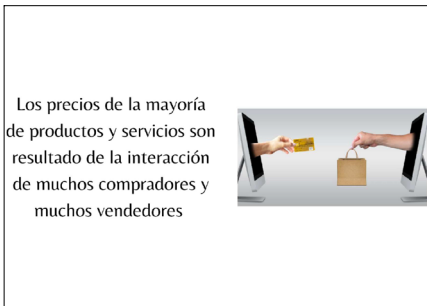 Los precios de la mayoría
de productos y servicios son
resultado de la interacción
de muchos compradores y
muchos vendedores